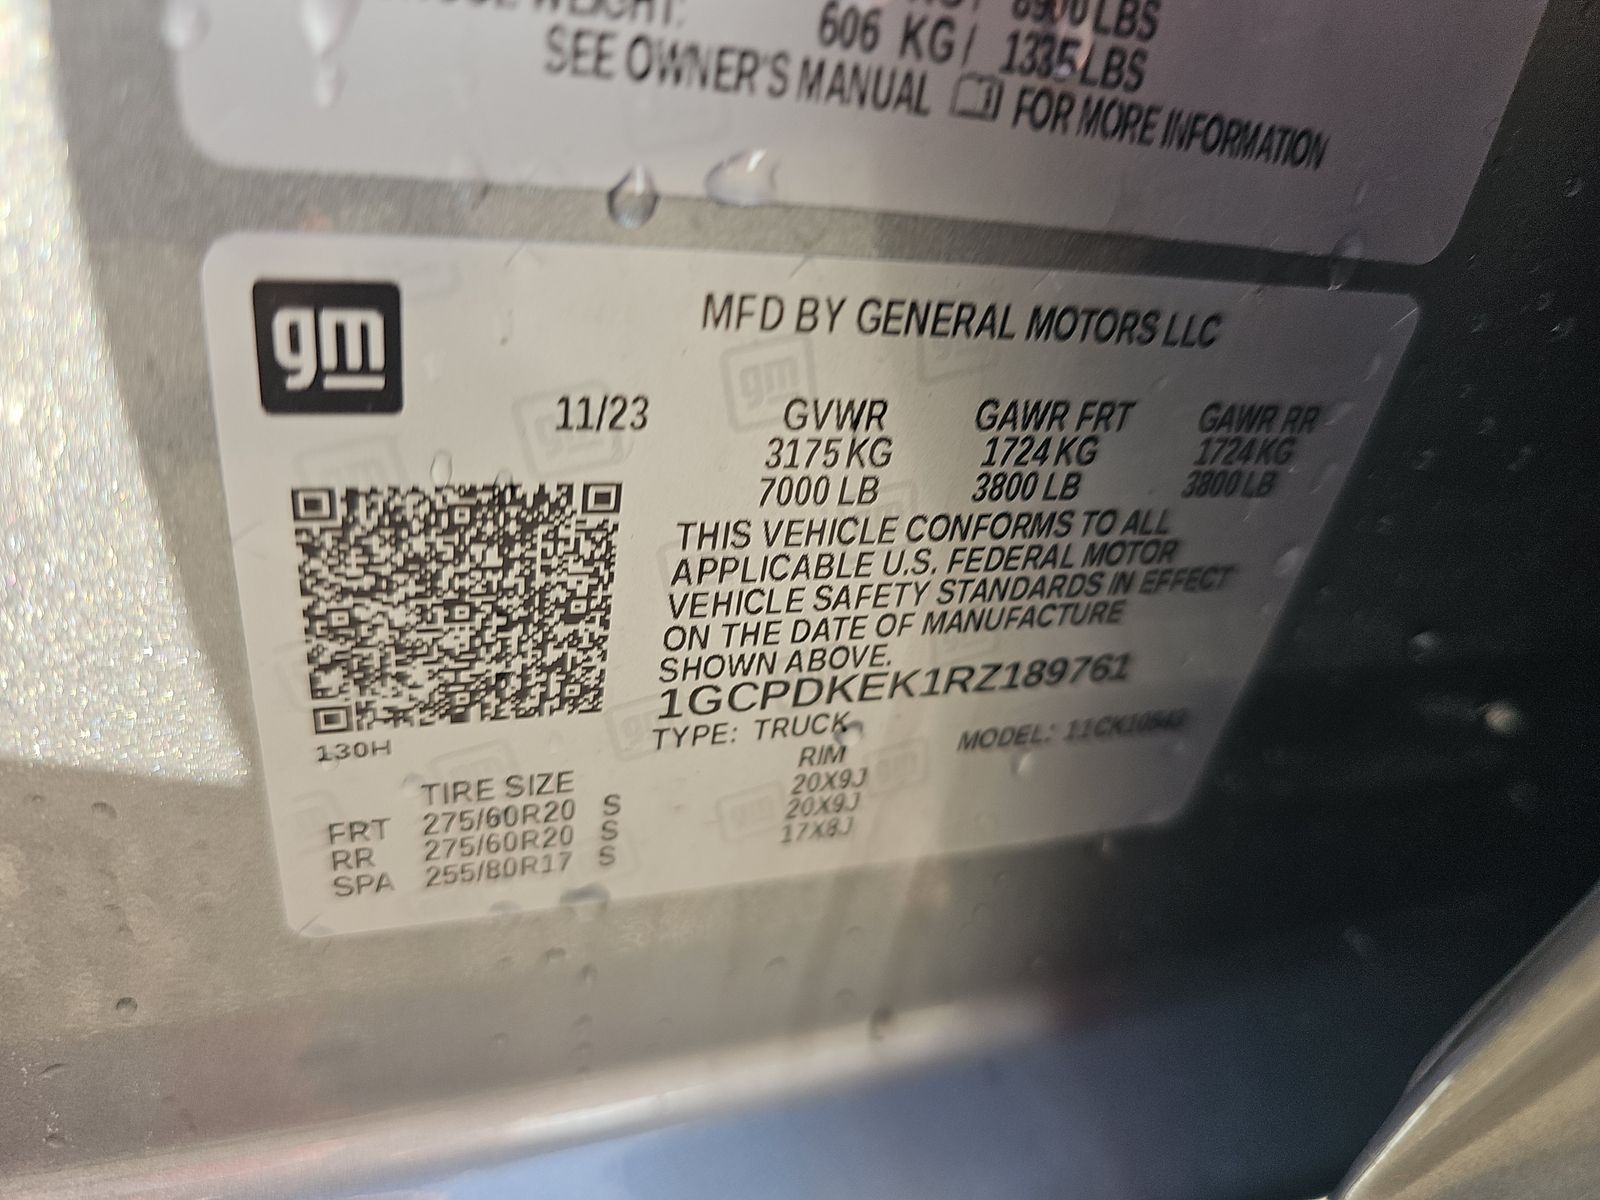 WEIGHT:
606 KG / 1335 LBS
SEE OWNER'S MANUAL FOR MORE INFORMATION
gm
MFD BY GENERAL MOTORS LLC
11/23 GVWR GAWR FRT GAWR RR
3175 KG 1724 KG 1724 KG
7000 LB 3800 LB 3800 LB
THIS VEHICLE CONFORMS TO ALL
APPLICABLE U.S. FEDERAL MOTOR
VEHICLE SAFETY STANDARDS IN EFFECT
ON THE DATE OF MANUFACTURE
SHOWN ABOVE.
1GCPDKEK1RZ189761
TYPE: TRUCK MODEL:
130H
TIRE SIZE RIM
FRT 275/60R20 S 20X9J
RR 275/60R20 S 20X9J
SPA 255/80R17 S 17X8J